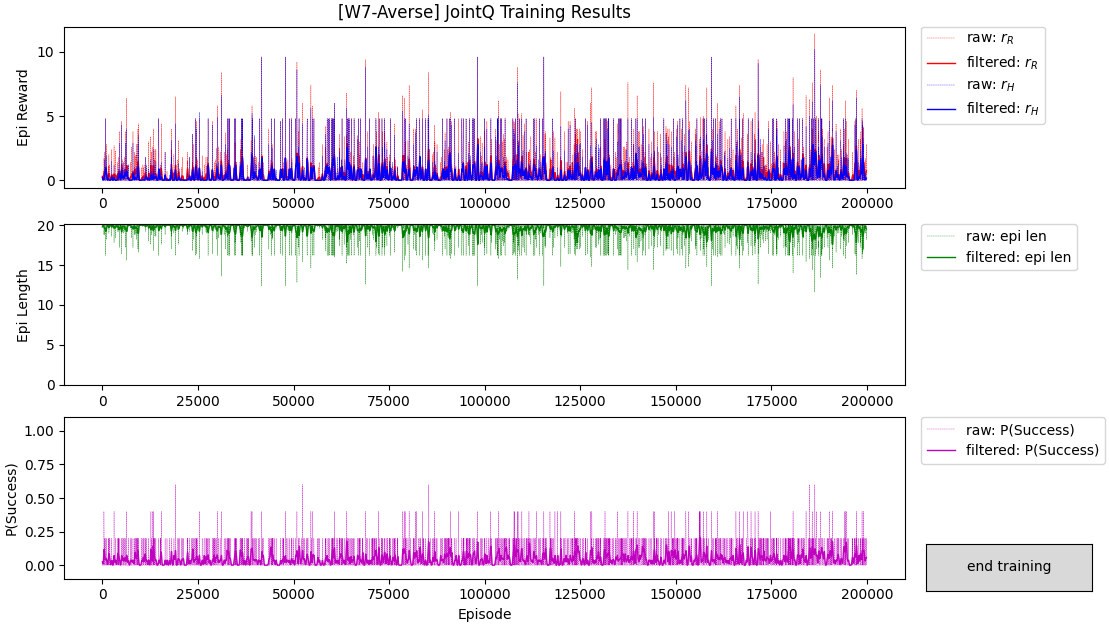 [W7-Averse] JointQ Training Results
Epi Reward
10
5
0
0 25000 50000 75000 100000 125000 150000 175000 200000
raw: r_R
filtered: r_R
raw: r_H
filtered: r_H
Epi Length
20
15
10
5
0
0 25000 50000 75000 100000 125000 150000 175000 200000
raw: epi len
filtered: epi len
P(Success)
1.00
0.75
0.50
0.25
0.00
0 25000 50000 75000 100000 125000 150000 175000 200000
Episode
raw: P(Success)
filtered: P(Success)
end training